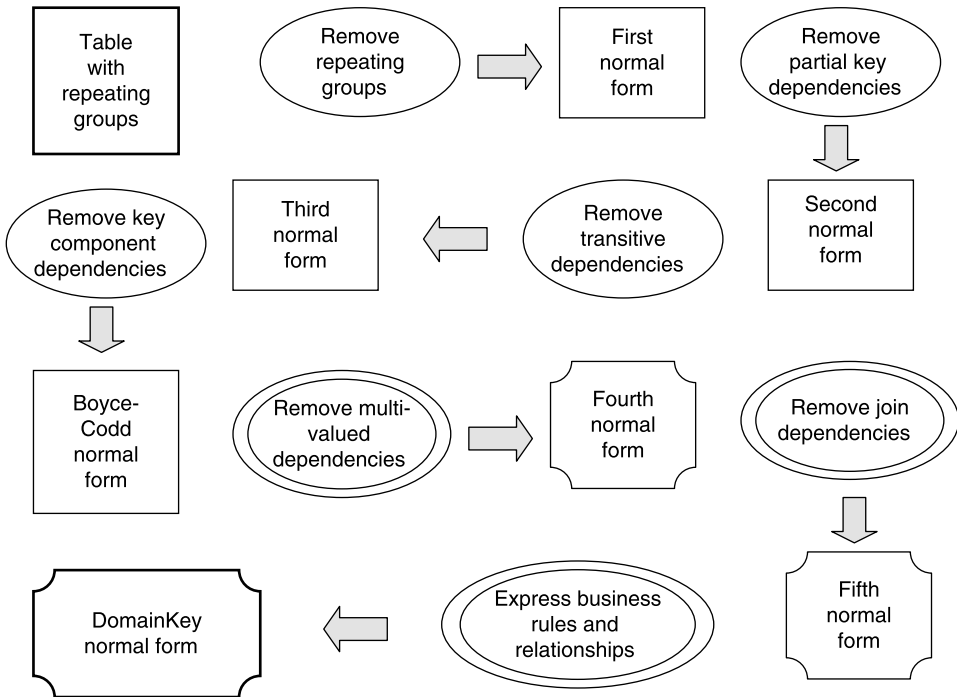 Table
with
repeating
groups
Remove
repeating
groups
First
normal
form
Remove
partial key
dependencies
Remove key
component
dependencies
Third
normal
form
Remove
transitive
dependencies
Second
normal
form
Boyce-
Codd
normal
form
Remove multi-
valued
dependencies
Fourth
normal
form
Remove join
dependencies
DomainKey
normal form
Express business
rules and
relationships
Fifth
normal
form